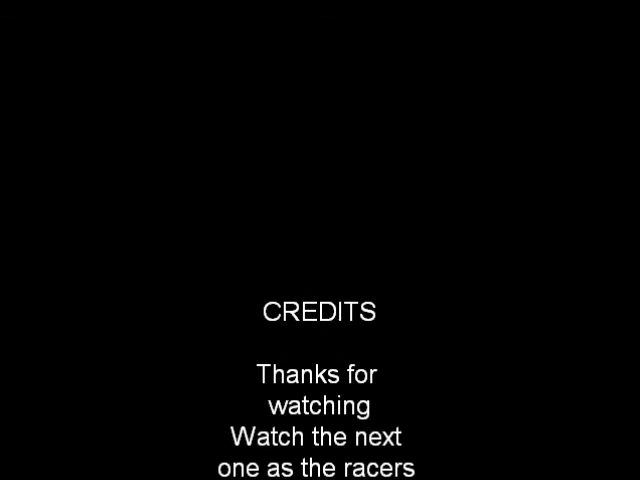 CREDITS
Thanks for
watching
Watch the next
one as the racers